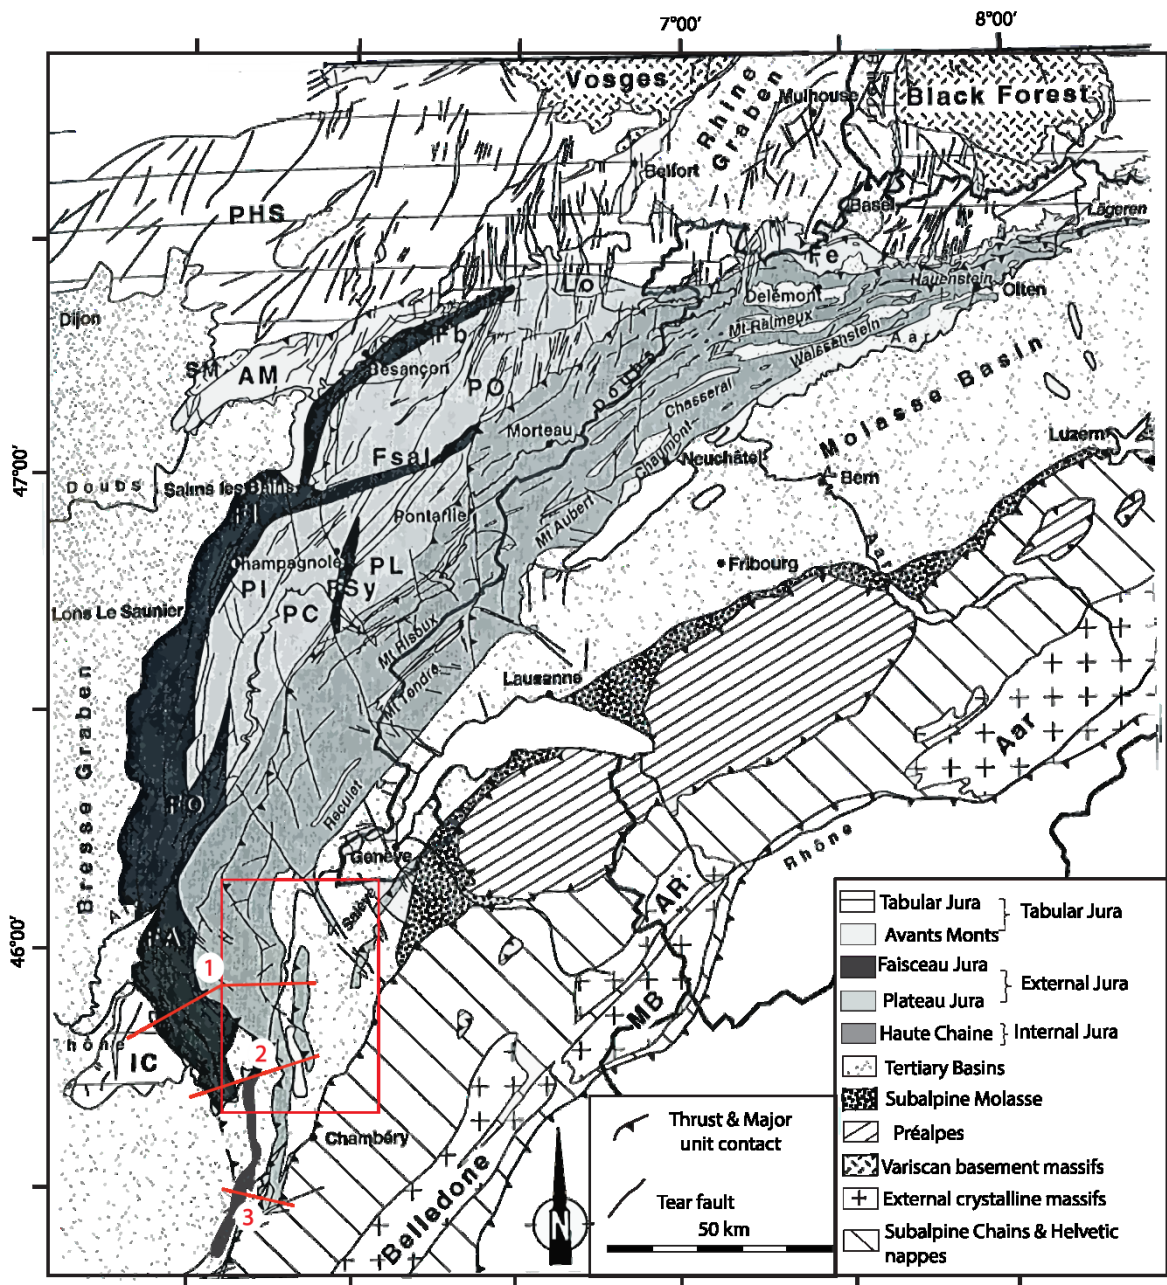 7°00'
8°00'
Vosges
Rhine
Graben
Mulhouse
Black Forest
Belfort
Basel
PHS
Lägeren
Fe
Lo
Hauenstein
Delémont
Olten
Dijon
Mt Raimeux
Fb
Weissenstein
Aa
SM
AM
Besançon
PO
Doubs
Chasseral
Molasse Basin
Morteau
Chaumont
Luzern
47°00'
Fsal
Neuchâtel
Bern
Doubs
Salins les Bains
Fl
Pontarlier
Mt Aubert
Aar
Champagnole
PL
Fribourg
PI
FSy
Lons Le Saunier
PC
Mt Risoux
Lausanne
Mt Tendre
Aar
Bresse Graben
FO
Reculet
Rhône
Genève
AR
Salève
46°00'
FA
1
MB
IC
2
Chambéry
Belledone
3
N
Thrust & Major
unit contact
Tear fault
50 km
Tabular Jura
Tabular Jura
Avants Monts
Faisceau Jura
External Jura
Plateau Jura
Haute Chaine
Internal Jura
Tertiary Basins
Subalpine Molasse
Préalpes
Variscan basement massifs
External crystalline massifs
Subalpine Chains & Helvetic
nappes